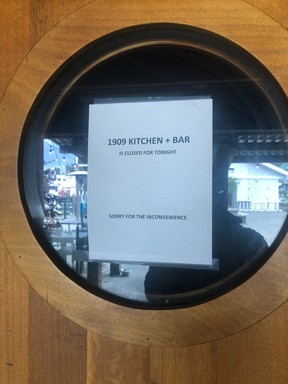 1909 KITCHEN + BAR
IS CLOSED FOR TONIGHT
SORRY FOR THE INCONVENIENCE